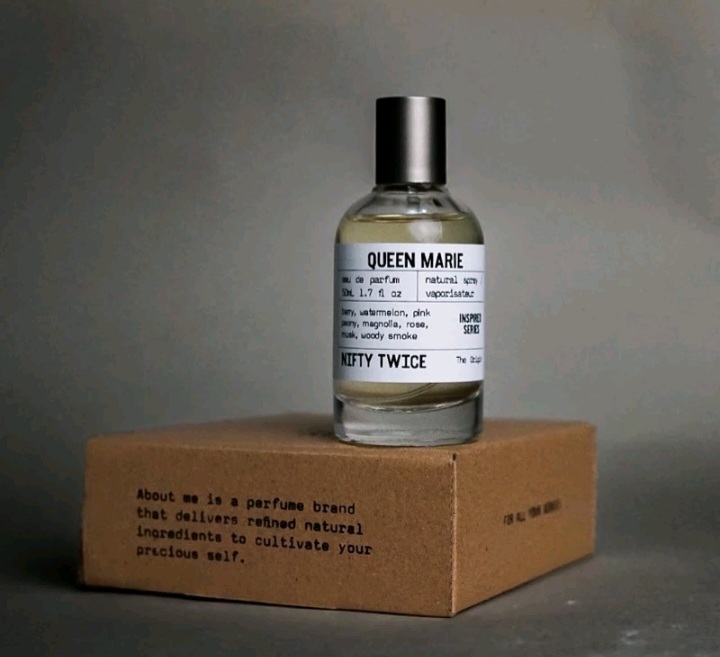 QUEEN MARIE
eau de parfum
50mL 1.7 fl oz
natural spray
vaporisateur
berry, watermelon, pink
peony, magnolia, rose,
musk, woody smoke
INSPIRED
SERIES
NIFTY TWICE
The Origi
About me is a perfume brand
that delivers refined natural
ingredients to cultivate your
precious self.
FOR ALL YOUR